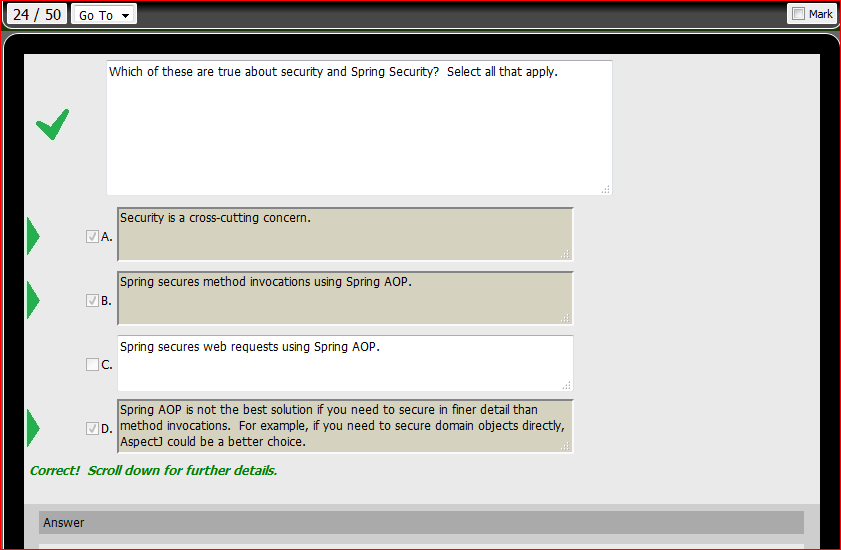 24 / 50 Go To Mark
Which of these are true about security and Spring Security?  Select all that apply.
A. Security is a cross-cutting concern.
B. Spring secures method invocations using Spring AOP.
C. Spring secures web requests using Spring AOP.
D. Spring AOP is not the best solution if you need to secure in finer detail than
method invocations.  For example, if you need to secure domain objects directly,
AspectJ could be a better choice.
Correct!  Scroll down for further details.
Answer